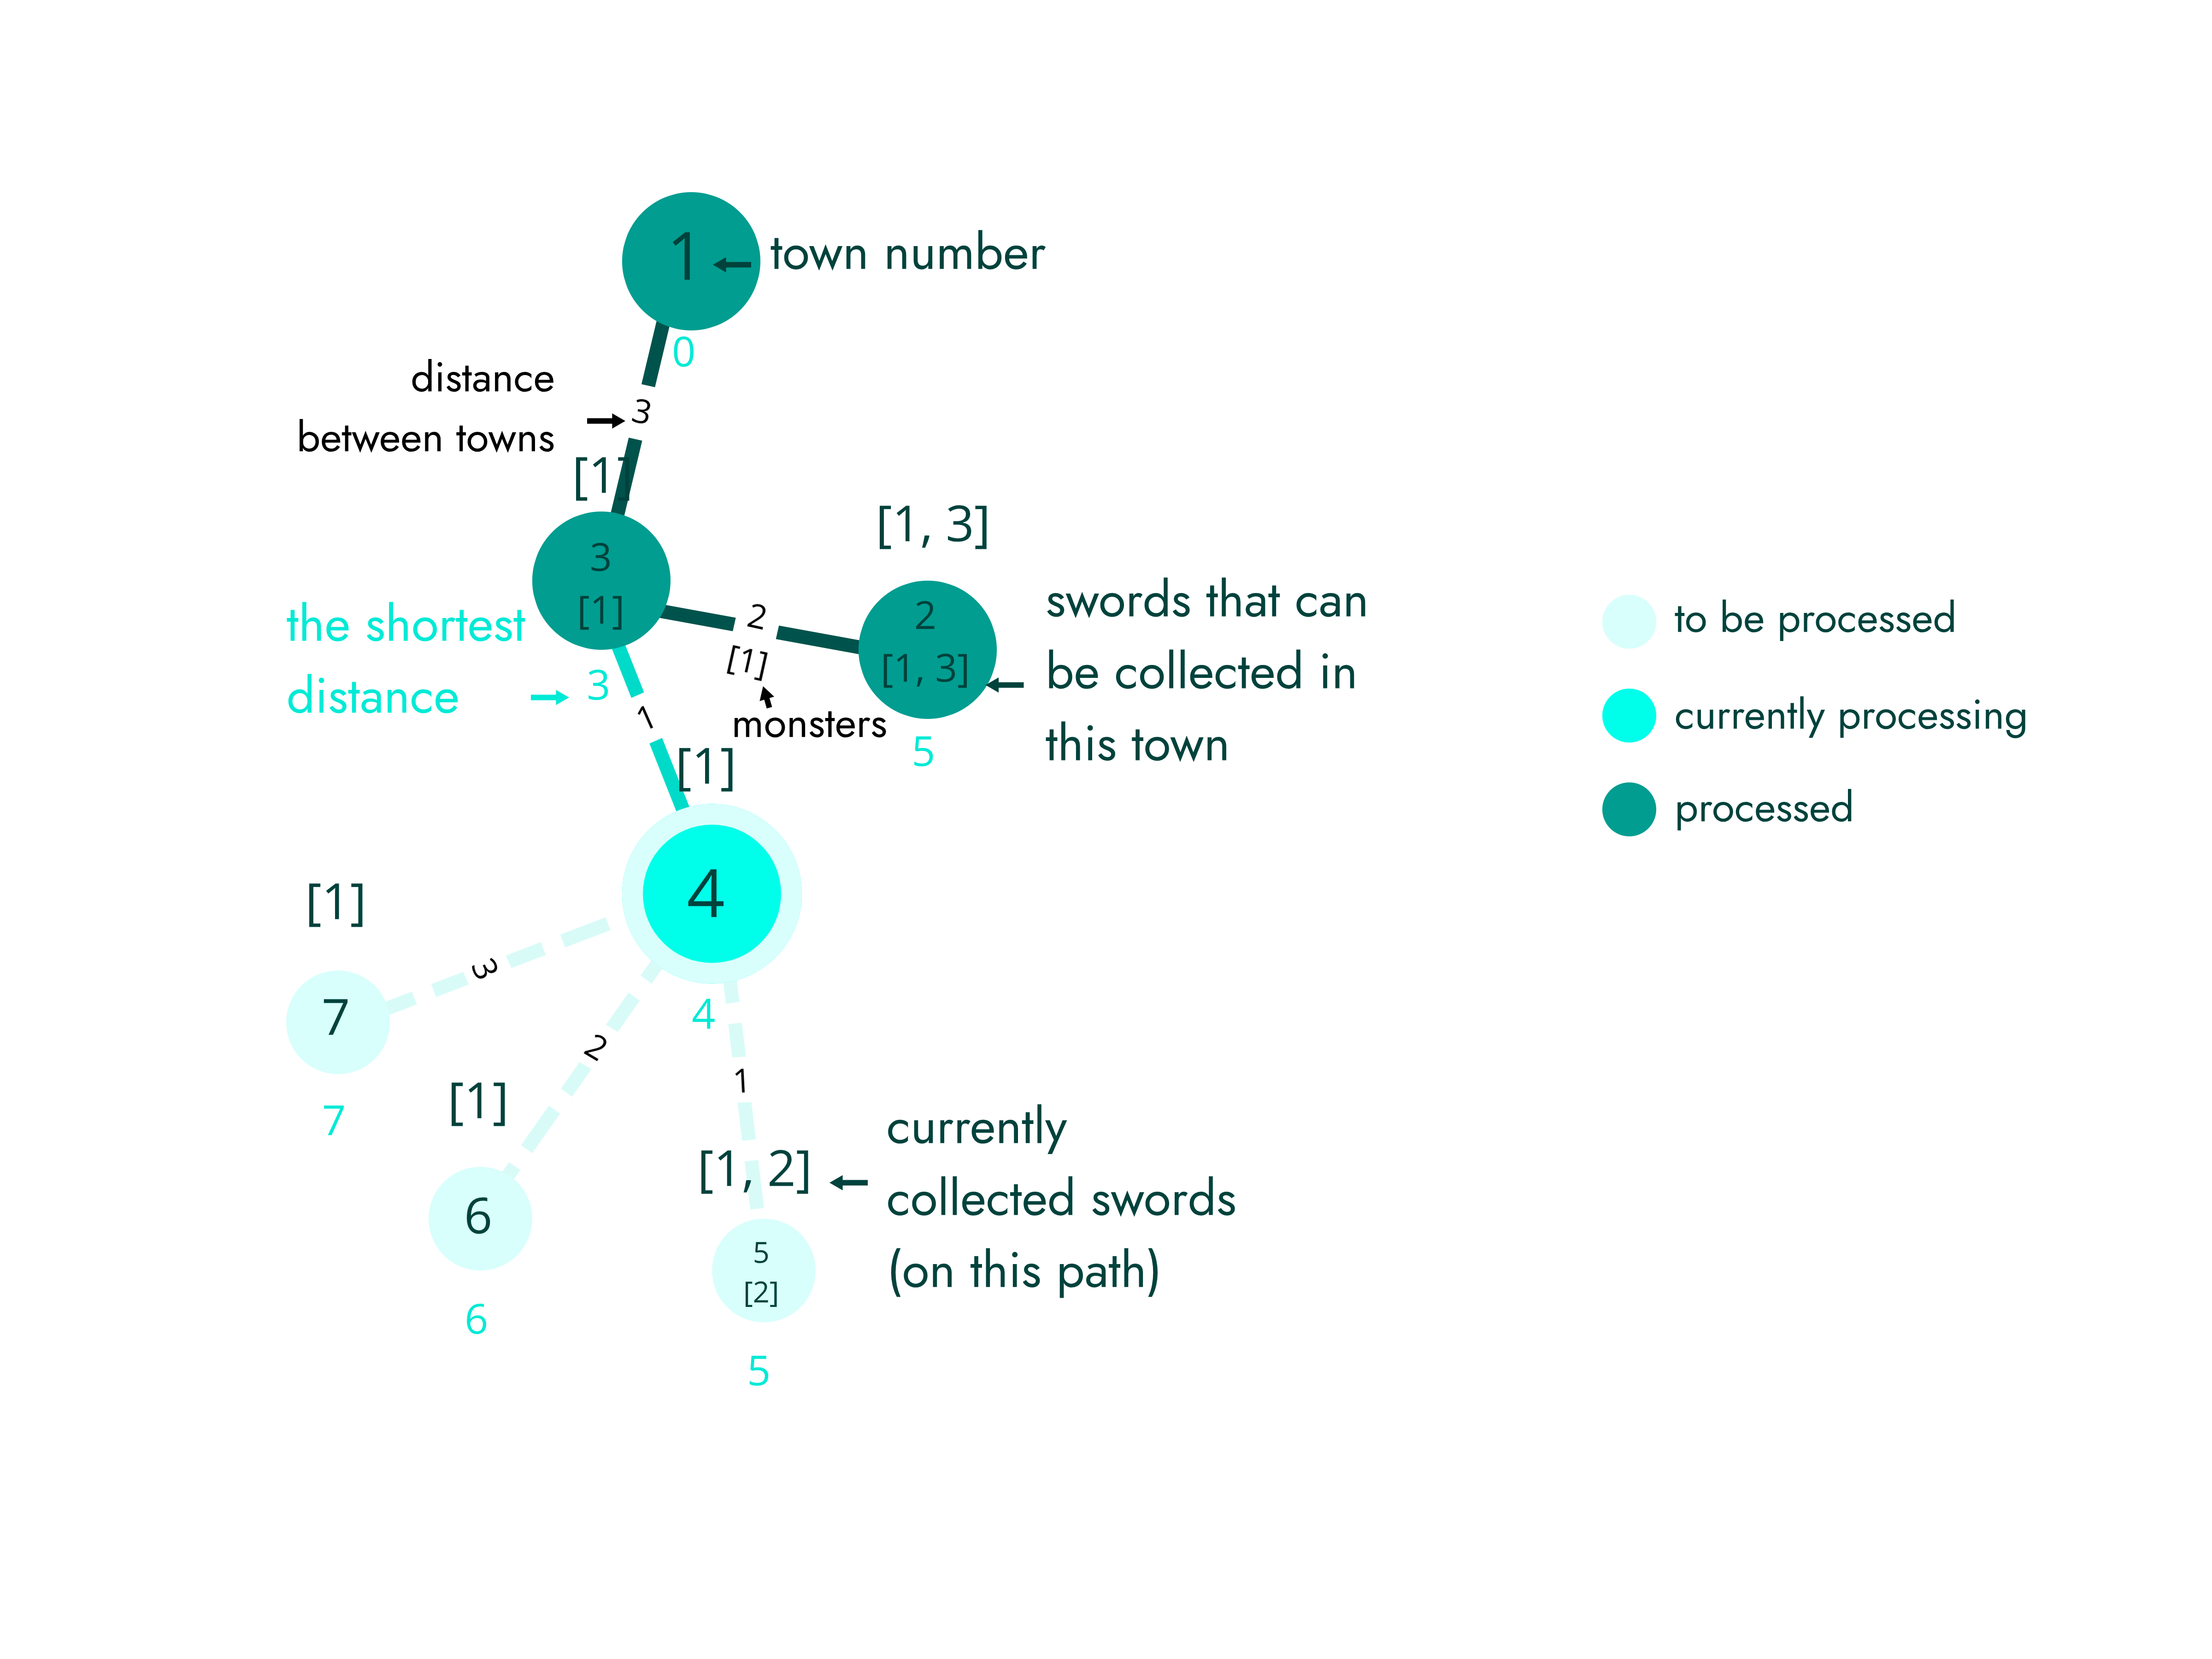 1
town number
0
distance
between towns
3
[1]
3
[1]
the shortest
distance
3
2
[1]
monsters
[1, 3]
2
[1, 3]
5
swords that can
be collected in
this town
to be processed
currently processing
processed
1
[1]
4
4
[1]
3
7
7
2
[1]
6
6
1
[1, 2]
currently
collected swords
(on this path)
5
[2]
5